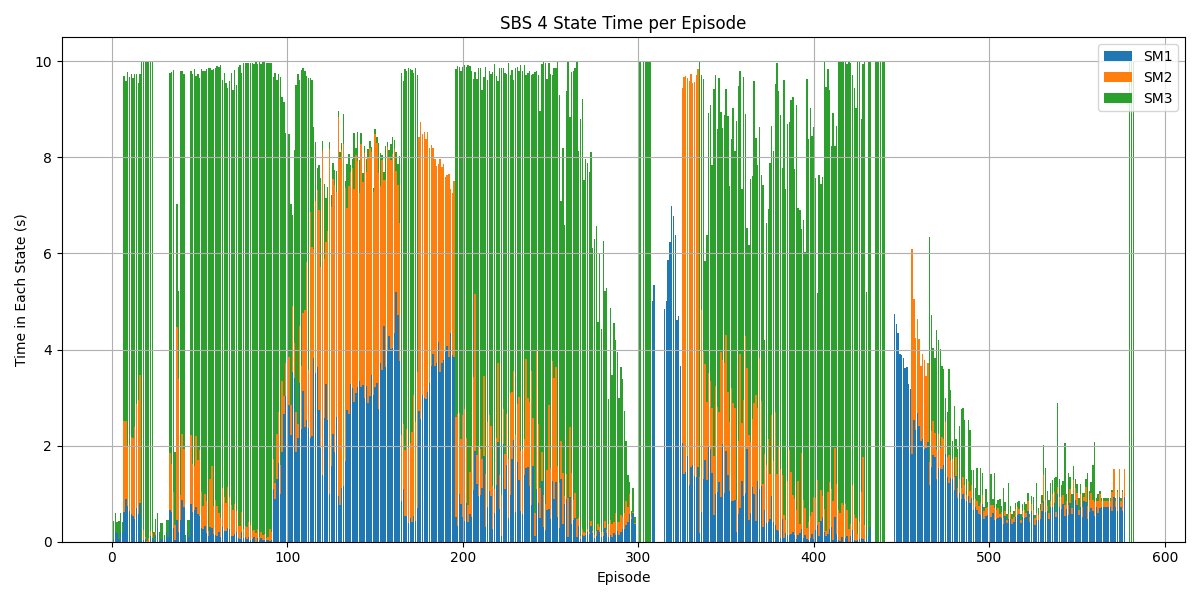 SBS 4 State Time per Episode
SM1
SM2
SM3
Time in Each State (s)
10
8
6
4
2
0
0 100 200 300 400 500 600
Episode